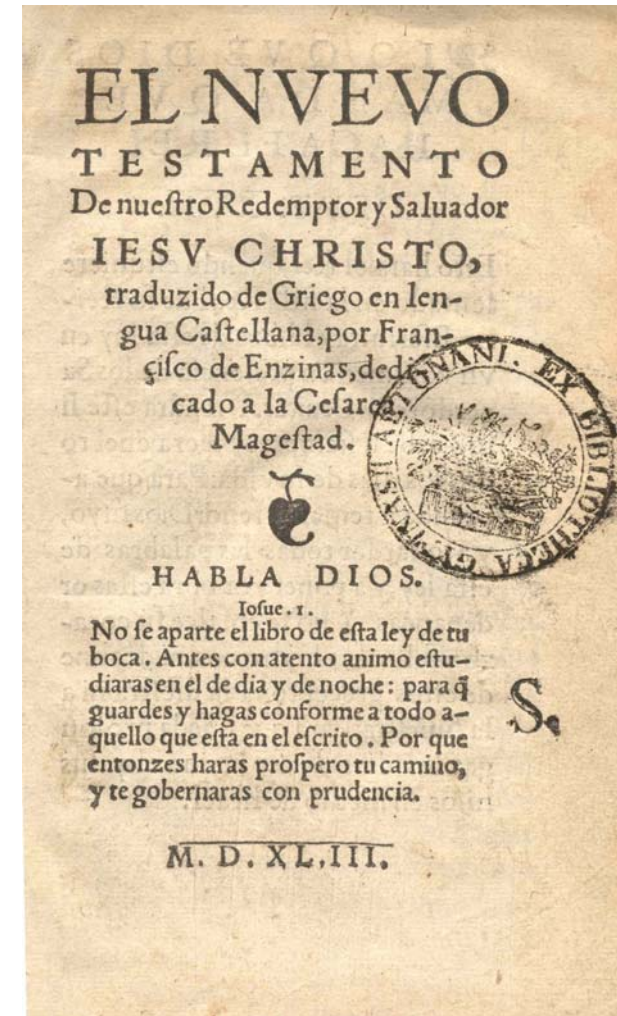 EL NVEVO
TESTAMENTO
De nueſtro Redemptor y Saluador
IESV CHRISTO,
traduzido de Griego en len-
gua Caſtellana, por Fran-
çiſco de Enzinas, dedi-
cado a la Ceſarea
Mageſtad.
HABLA DIOS.
Ioſue. I.
No ſe aparte el libro de eſta ley de tu
boca. Antes con atento animo eſtu-
diaras en el de dia y de noche: para q̃
guardes y hagas conforme a todo a-
quello que eſta en el eſcrito. Por que
entonzes haras proſpero tu camino,
y te gobernaras con prudencia.
S.
M. D. XL.III.
EX BIBLIOTHECA